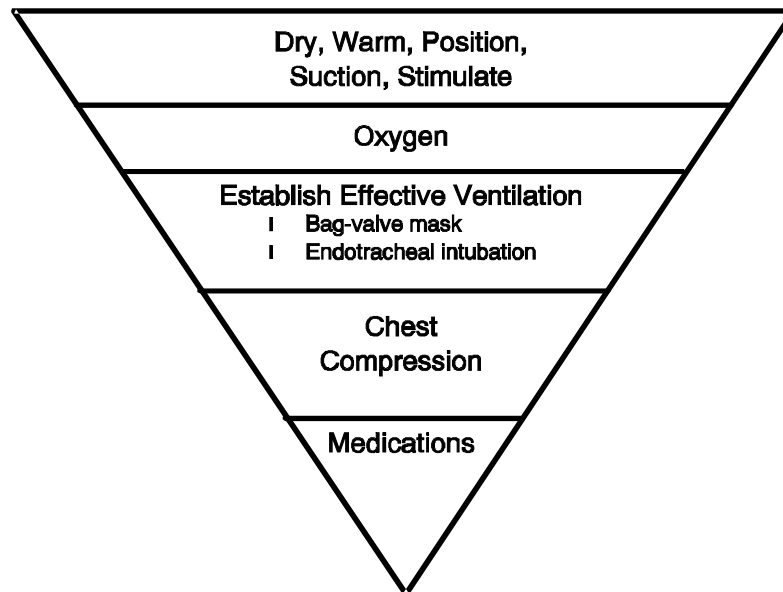 Dry, Warm, Position,
Suction, Stimulate
Oxygen
Establish Effective Ventilation
l Bag-valve mask
l Endotracheal intubation
Chest
Compression
Medications